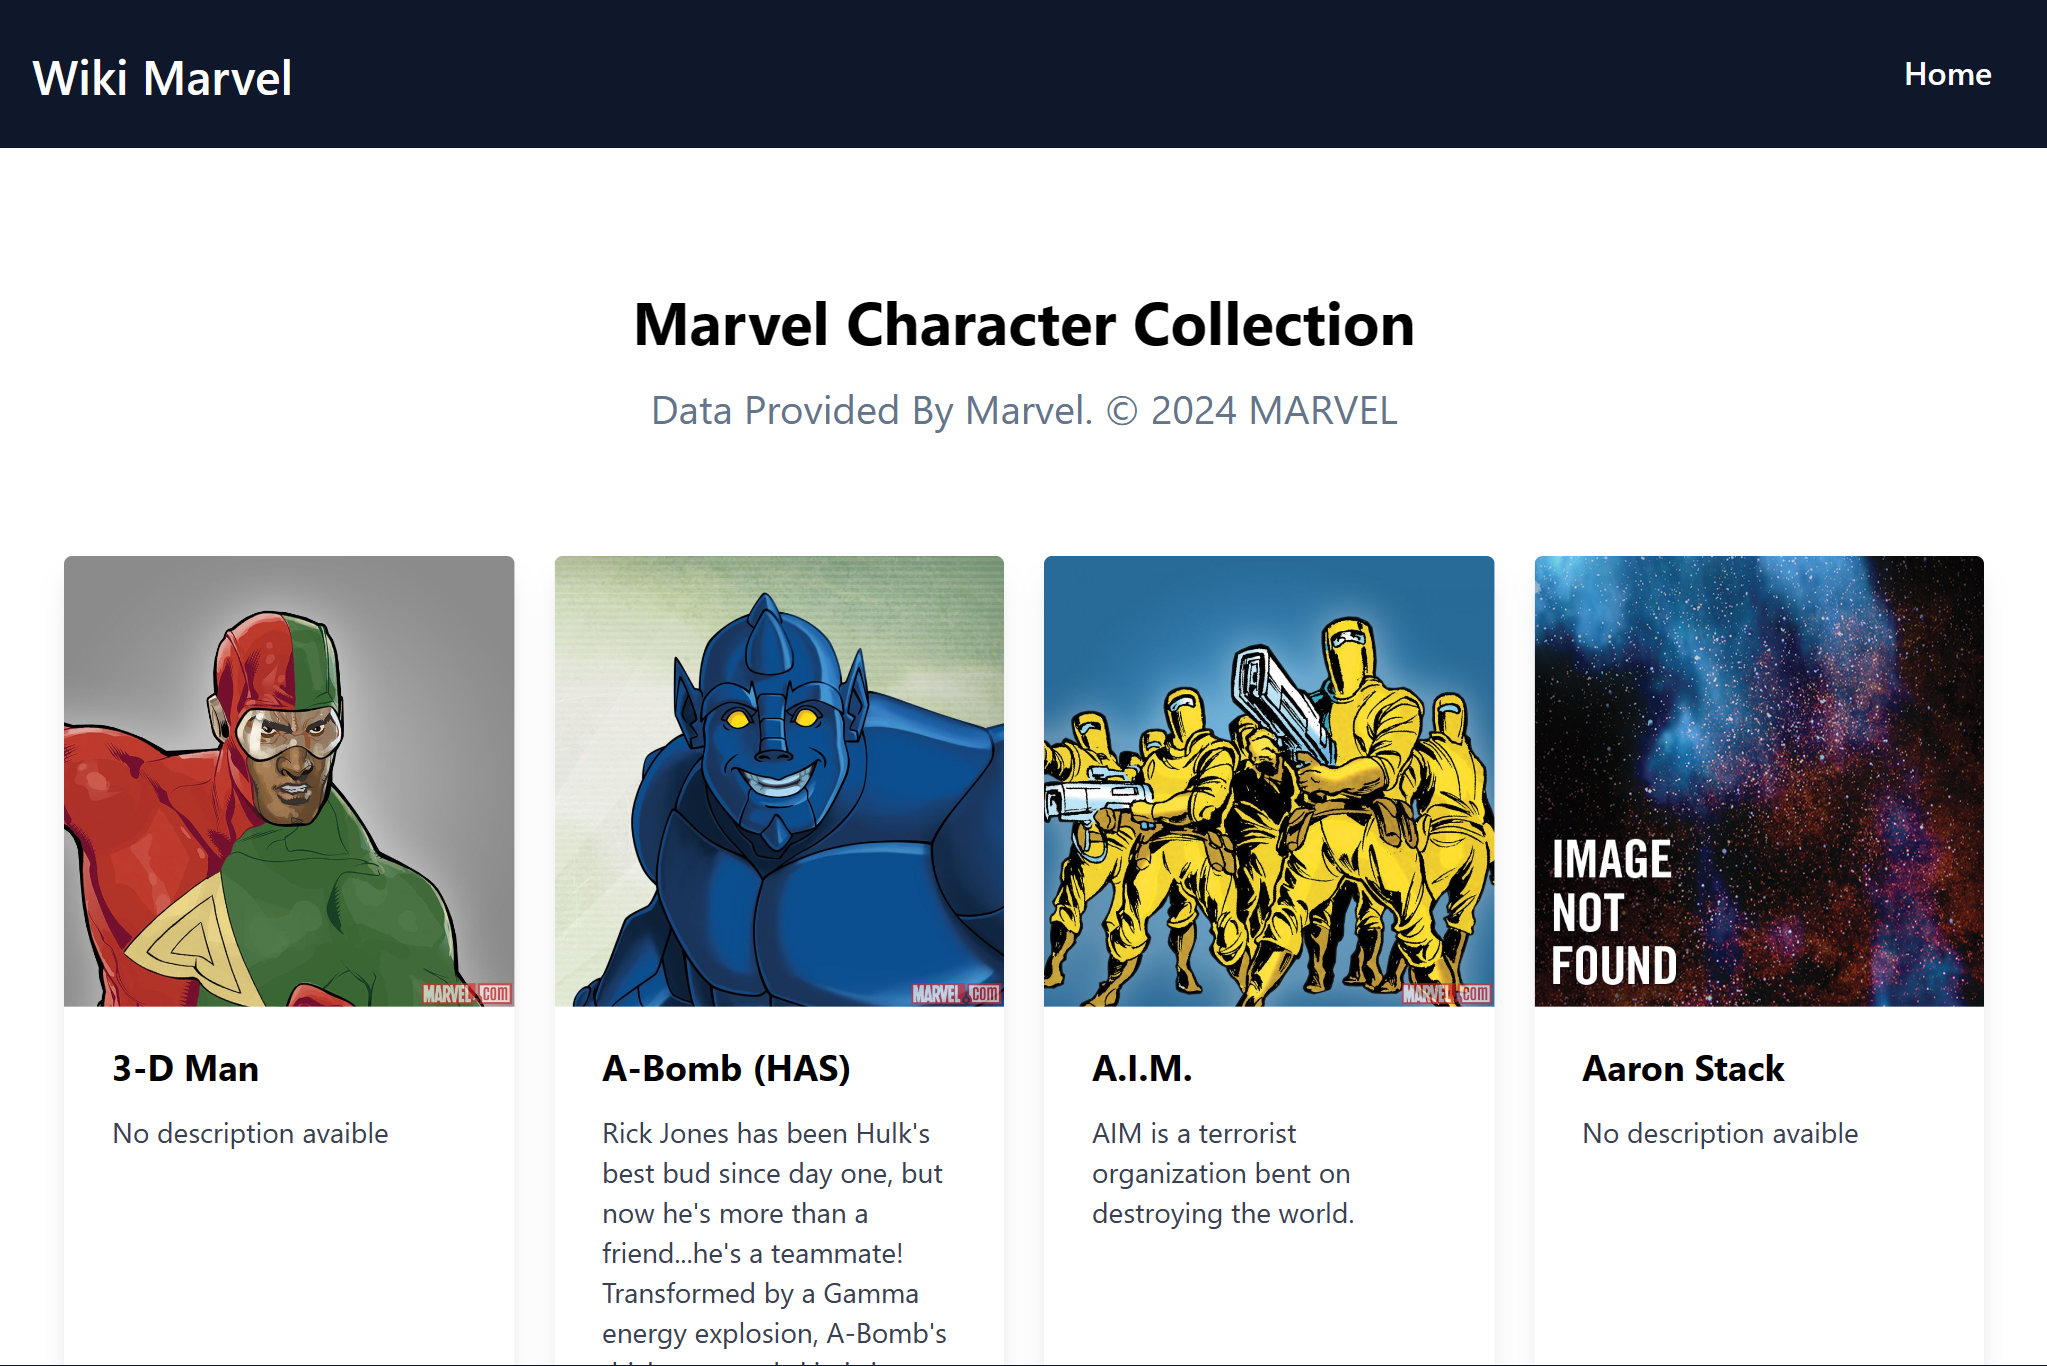 Wiki Marvel
Home
Marvel Character Collection
Data Provided By Marvel. © 2024 MARVEL
MARVEL.com
MARVEL.com
MARVEL.com
IMAGE
NOT
FOUND
3-D Man
No description avaible
A-Bomb (HAS)
Rick Jones has been Hulk's
best bud since day one, but
now he's more than a
friend...he's a teammate!
Transformed by a Gamma
energy explosion, A-Bomb's
A.I.M.
AIM is a terrorist
organization bent on
destroying the world.
Aaron Stack
No description avaible